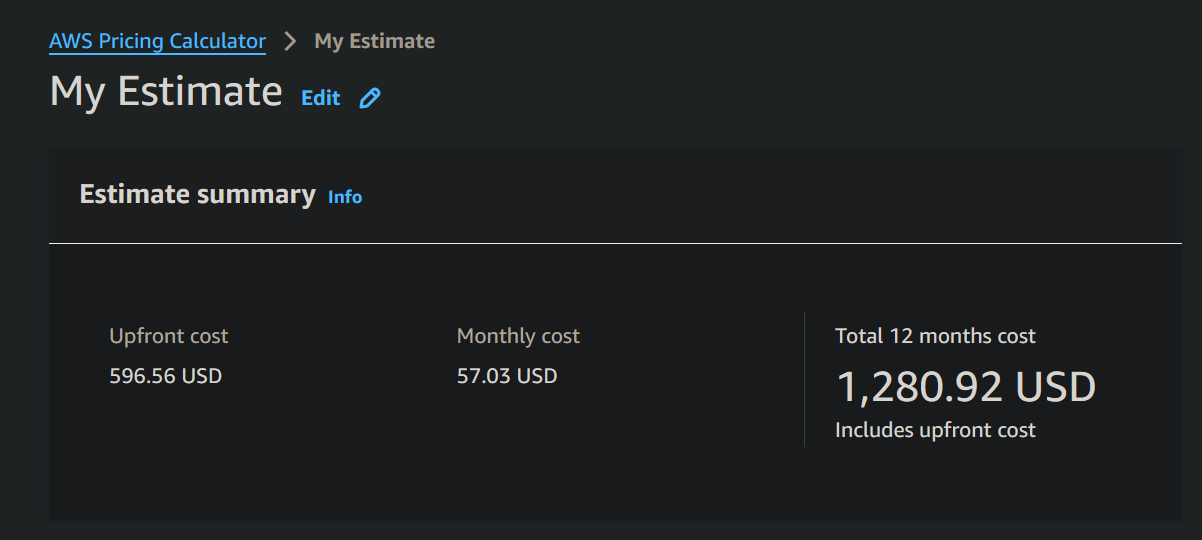 AWS Pricing Calculator > My Estimate
My Estimate Edit
Estimate summary Info
Upfront cost
596.56 USD
Monthly cost
57.03 USD
Total 12 months cost
1,280.92 USD
Includes upfront cost